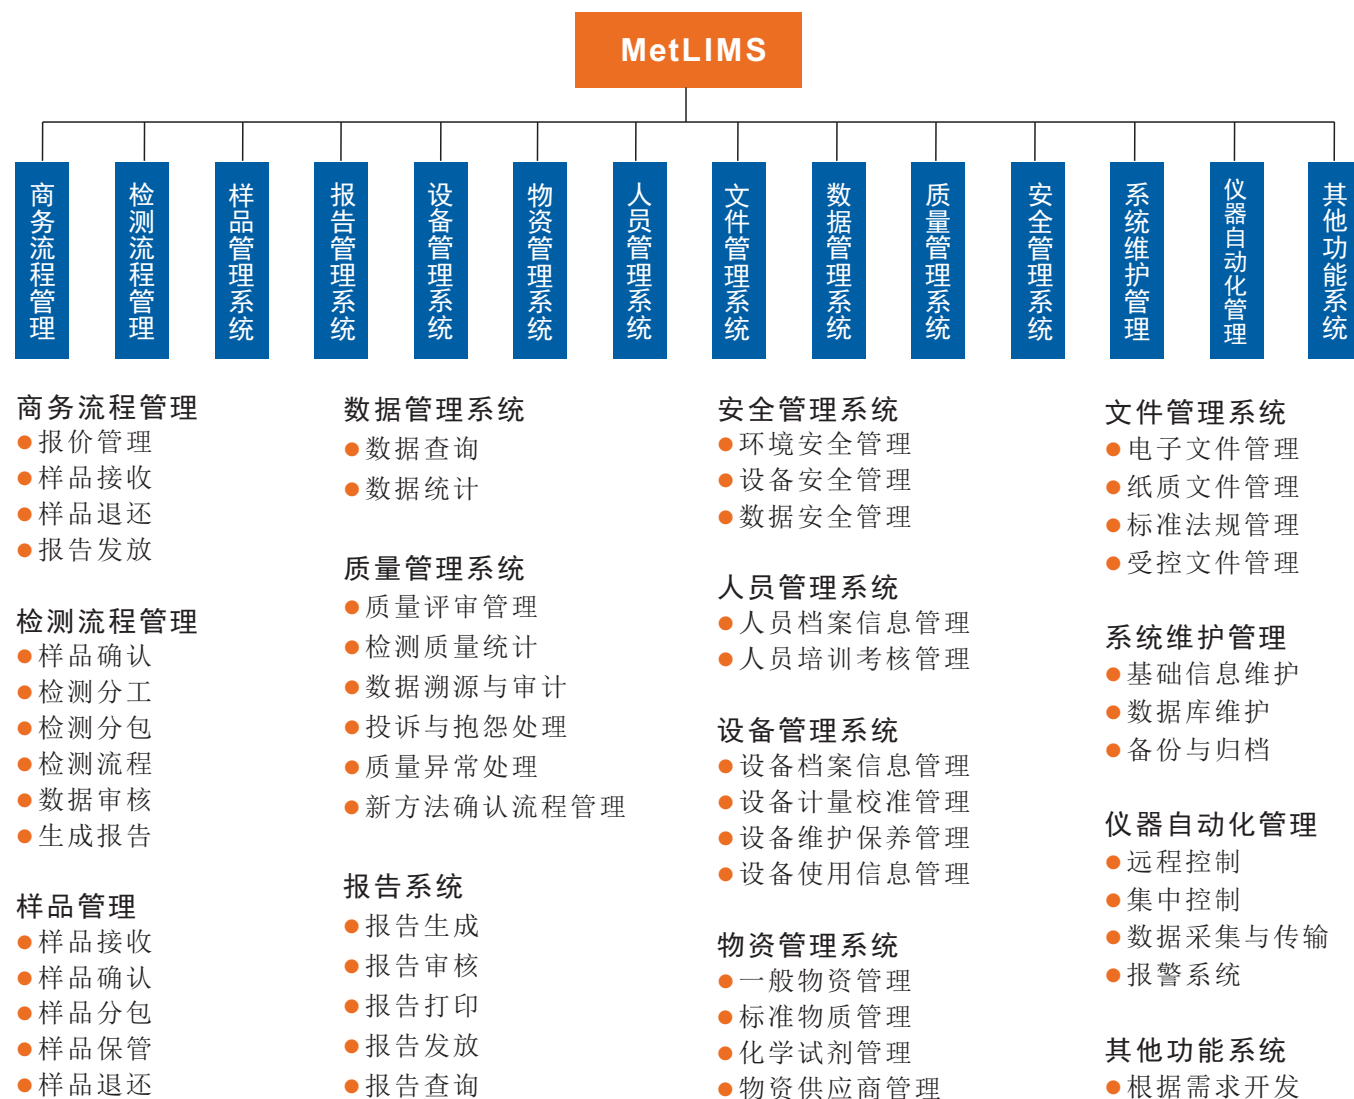 MetLIMS
商务流程管理
检测流程管理
样品管理系统
报告管理系统
设备管理系统
物资管理系统
人员管理系统
文件管理系统
数据管理系统
质量管理系统
安全管理系统
系统维护管理
仪器自动化管理
其他功能系统
商务流程管理
●报价管理
●样品接收
●样品退还
●报告发放
检测流程管理
●样品确认
●检测分工
●检测分包
●检测流程
●数据审核
●生成报告
样品管理
●样品接收
●样品确认
●样品分包
●样品保管
●样品退还
数据管理系统
●数据查询
●数据统计
质量管理系统
●质量评审管理
●检测质量统计
●数据溯源与审计
●投诉与抱怨处理
●质量异常处理
●新方法确认流程管理
报告系统
●报告生成
●报告审核
●报告打印
●报告发放
●报告查询
安全管理系统
●环境安全管理
●设备安全管理
●数据安全管理
人员管理系统
●人员档案信息管理
●人员培训考核管理
设备管理系统
●设备档案信息管理
●设备计量校准管理
●设备维护保养管理
●设备使用信息管理
物资管理系统
●一般物资管理
●标准物质管理
●化学试剂管理
●物资供应商管理
文件管理系统
●电子文件管理
●纸质文件管理
●标准法规管理
●受控文件管理
系统维护管理
●基础信息维护
●数据库维护
●备份与归档
仪器自动化管理
●远程控制
●集中控制
●数据采集与传输
●报警系统
其他功能系统
●根据需求开发